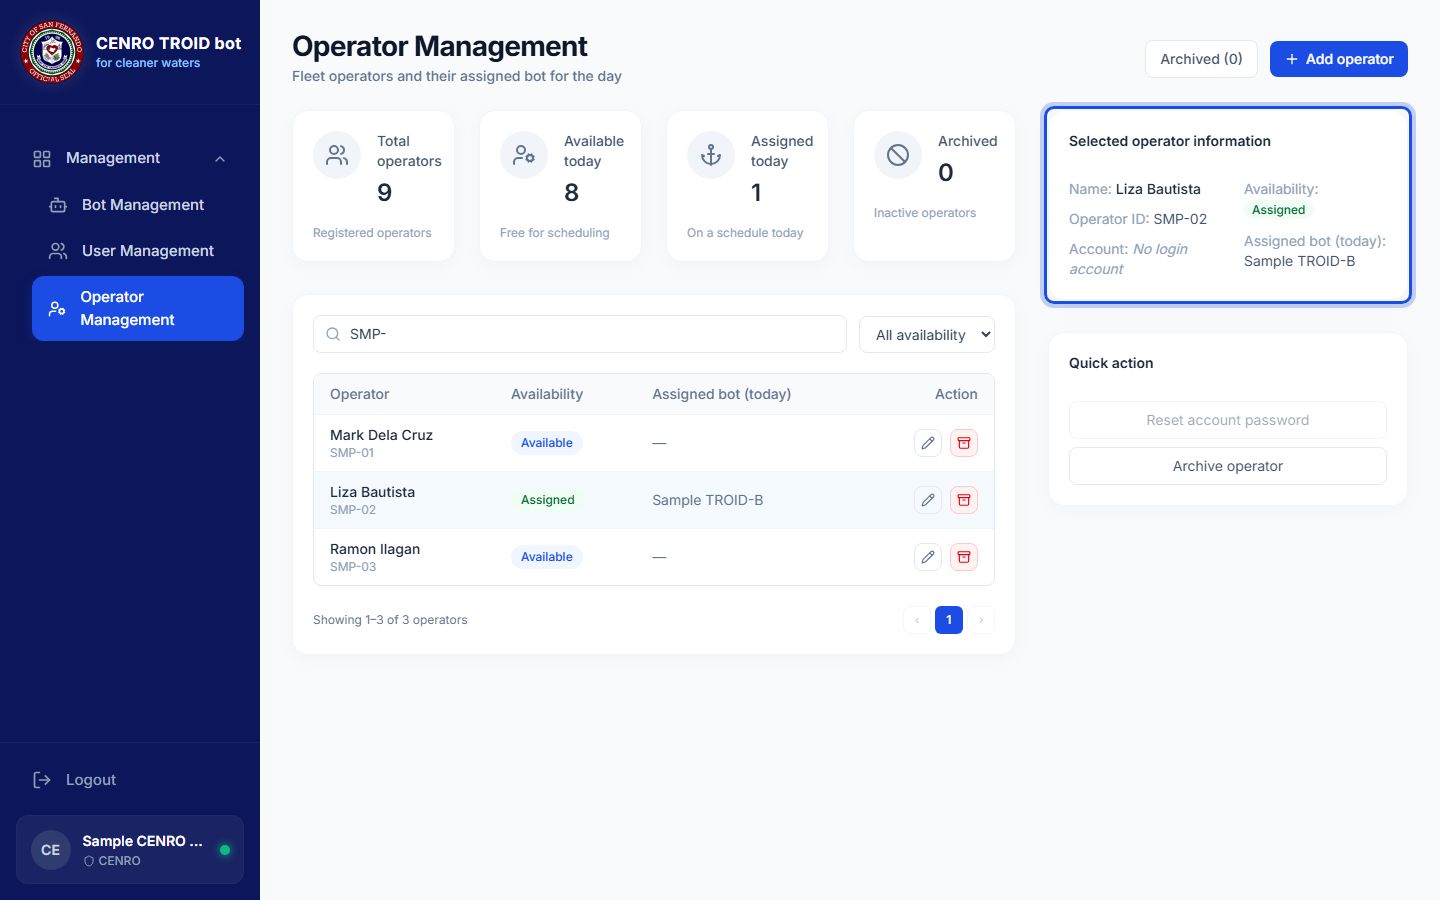 CITY OF SAN FERNANDO
OFFICIAL SEAL
CENRO TROID bot
for cleaner waters
Management
Bot Management
User Management
Operator
Management
Logout
CE
Sample CENRO ...
CENRO
Operator Management
Fleet operators and their assigned bot for the day
Archived (0)
+ Add operator
Total
operators
9
Registered operators
Available
today
8
Free for scheduling
Assigned
today
1
On a schedule today
Archived
0
Inactive operators
SMP-
All availability
Operator Availability Assigned bot (today) Action
Mark Dela Cruz
SMP-01
Available
—
Liza Bautista
SMP-02
Assigned
Sample TROID-B
Ramon Ilagan
SMP-03
Available
—
Showing 1–3 of 3 operators
‹ 1 ›
Selected operator information
Name: Liza Bautista
Operator ID: SMP-02
Account: No login
account
Availability:
Assigned
Assigned bot (today):
Sample TROID-B
Quick action
Reset account password
Archive operator